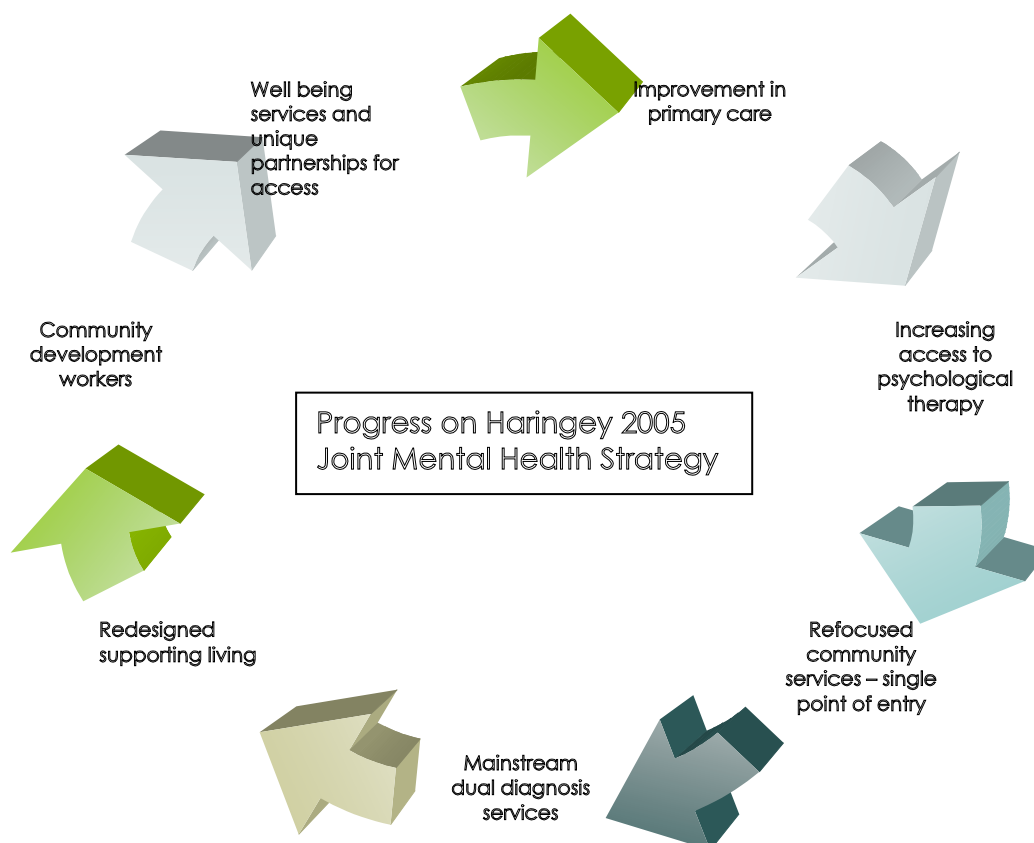 Well being
services and
unique
partnerships for
access
Improvement in
primary care
Community
development
workers
Increasing
access to
psychological
therapy
Progress on Haringey 2005
Joint Mental Health Strategy
Redesigned
supporting living
Refocused
community
services – single
point of entry
Mainstream
dual diagnosis
services